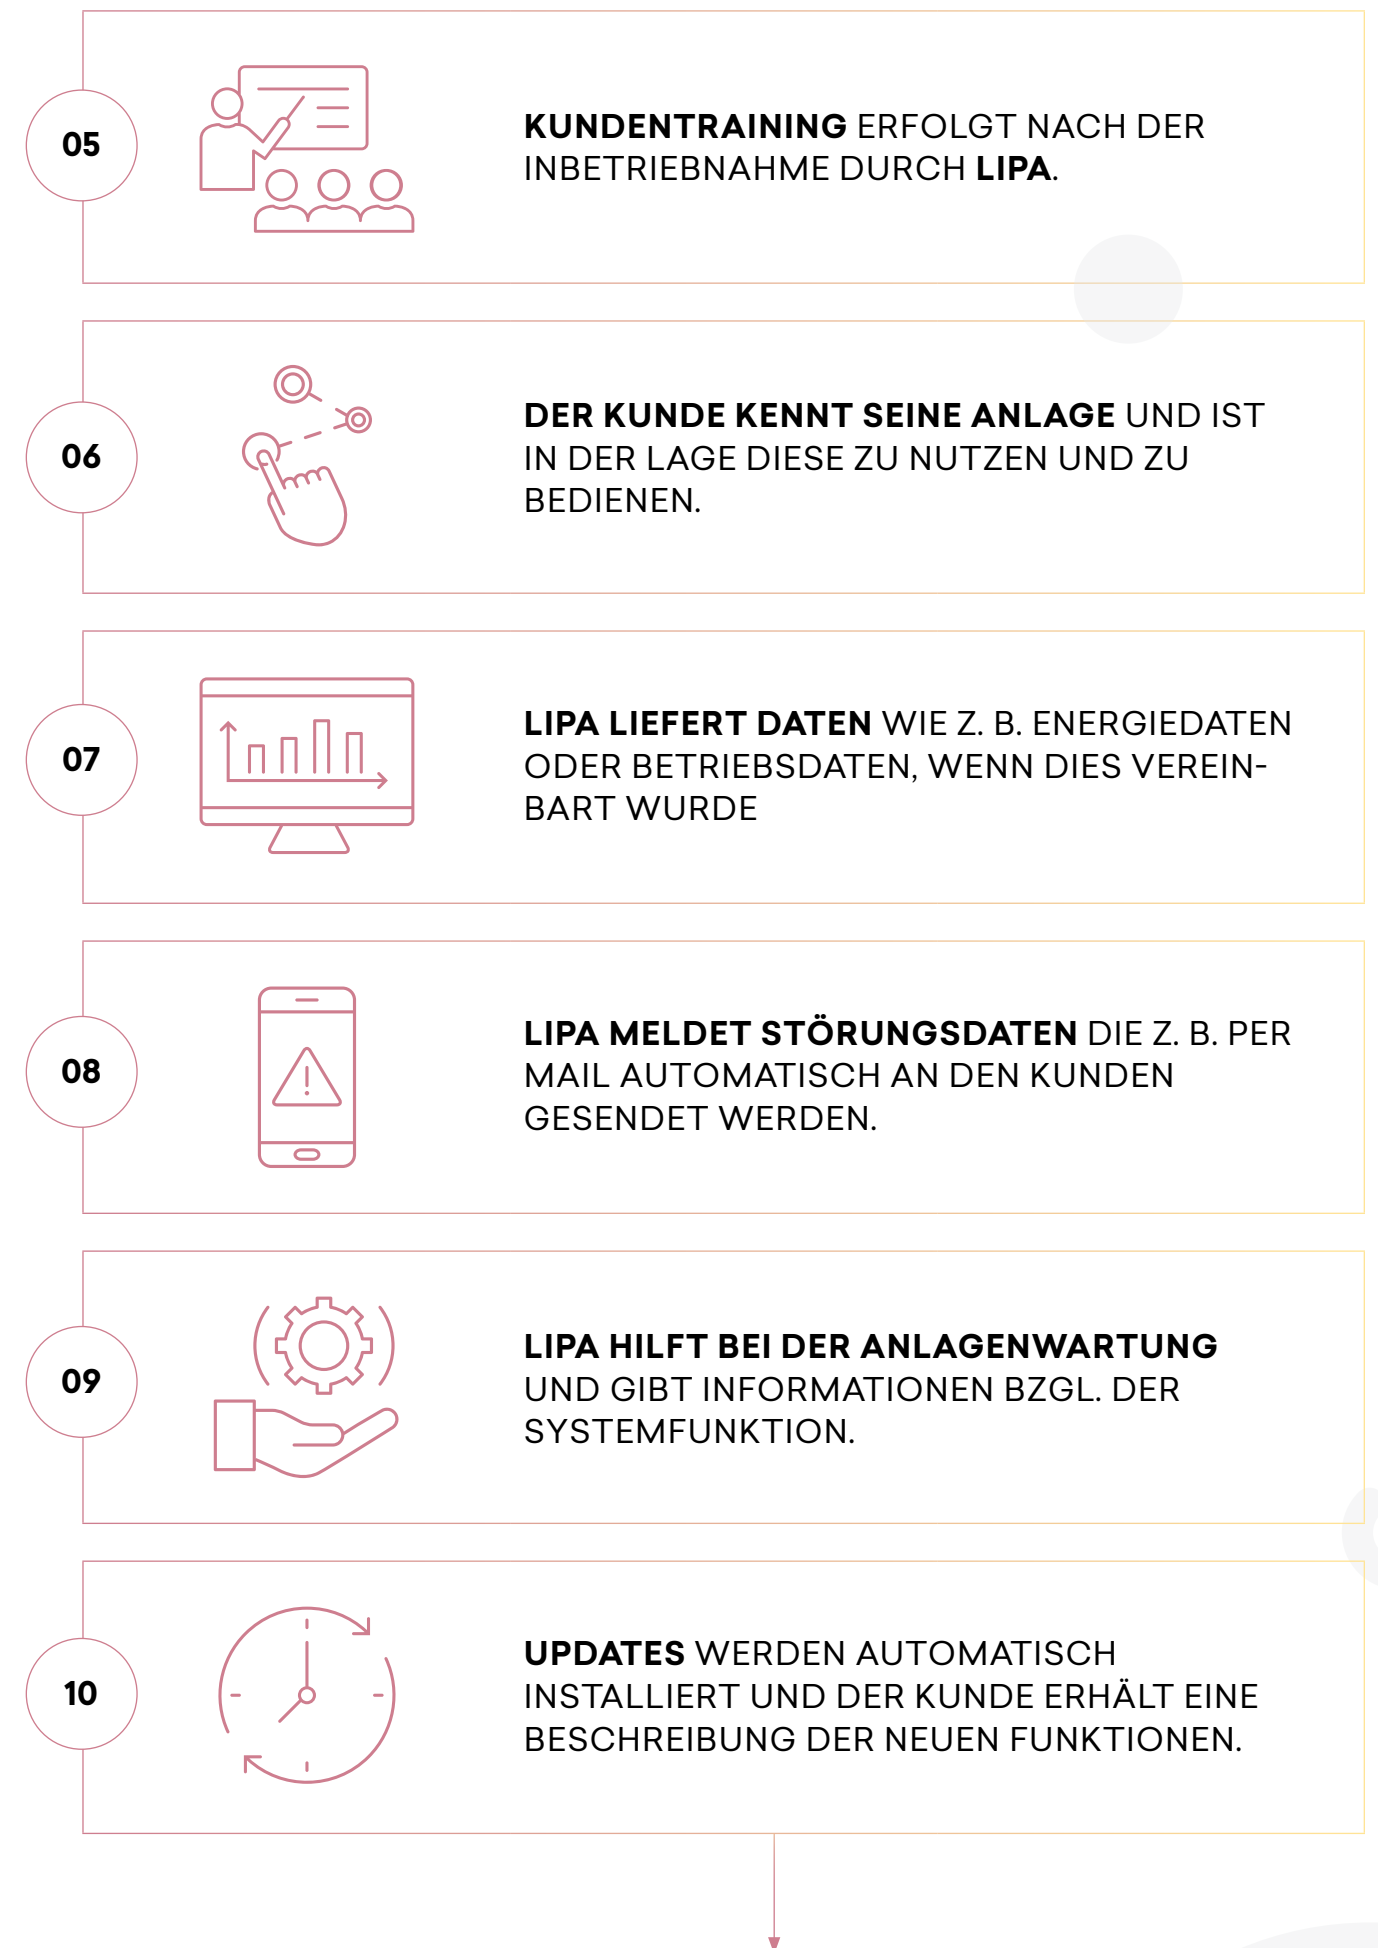 05
KUNDENTRAINING ERFOLGT NACH DER
INBETRIEBNAHME DURCH LIPA.
06
DER KUNDE KENNT SEINE ANLAGE UND IST
IN DER LAGE DIESE ZU NUTZEN UND ZU
BEDIENEN.
07
LIPA LIEFERT DATEN WIE Z. B. ENERGIEDATEN
ODER BETRIEBSDATEN, WENN DIES VEREIN-
BART WURDE
08
LIPA MELDET STÖRUNGSDATEN DIE Z. B. PER
MAIL AUTOMATISCH AN DEN KUNDEN
GESENDET WERDEN.
09
LIPA HILFT BEI DER ANLAGENWARTUNG
UND GIBT INFORMATIONEN BZGL. DER
SYSTEMFUNKTION.
10
UPDATES WERDEN AUTOMATISCH
INSTALLIERT UND DER KUNDE ERHÄLT EINE
BESCHREIBUNG DER NEUEN FUNKTIONEN.